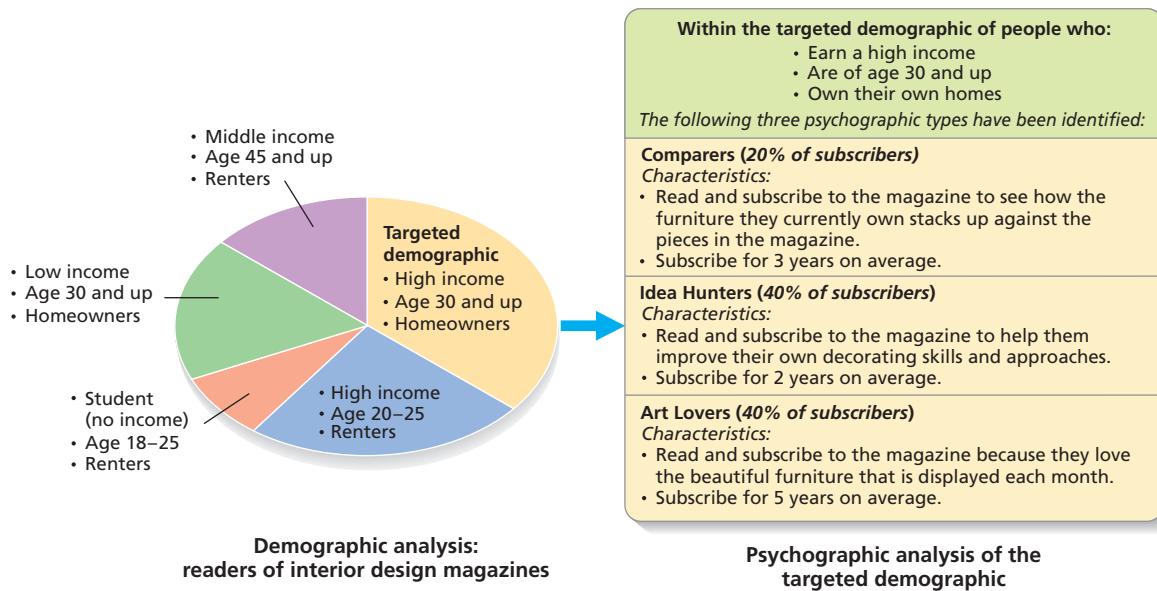 • Middle income
• Age 45 and up
• Renters
• Low income
• Age 30 and up
• Homeowners
• Student
(no income)
• Age 18–25
• Renters
Targeted
demographic
• High income
• Age 30 and up
• Homeowners
• High income
• Age 20–25
• Renters
Demographic analysis:
readers of interior design magazines
Within the targeted demographic of people who:
• Earn a high income
• Are of age 30 and up
• Own their own homes
The following three psychographic types have been identified:
Comparers (20% of subscribers)
Characteristics:
• Read and subscribe to the magazine to see how the
furniture they currently own stacks up against the
pieces in the magazine.
• Subscribe for 3 years on average.
Idea Hunters (40% of subscribers)
Characteristics:
• Read and subscribe to the magazine to help them
improve their own decorating skills and approaches.
• Subscribe for 2 years on average.
Art Lovers (40% of subscribers)
Characteristics:
• Read and subscribe to the magazine because they love
the beautiful furniture that is displayed each month.
• Subscribe for 5 years on average.
Psychographic analysis of the
targeted demographic